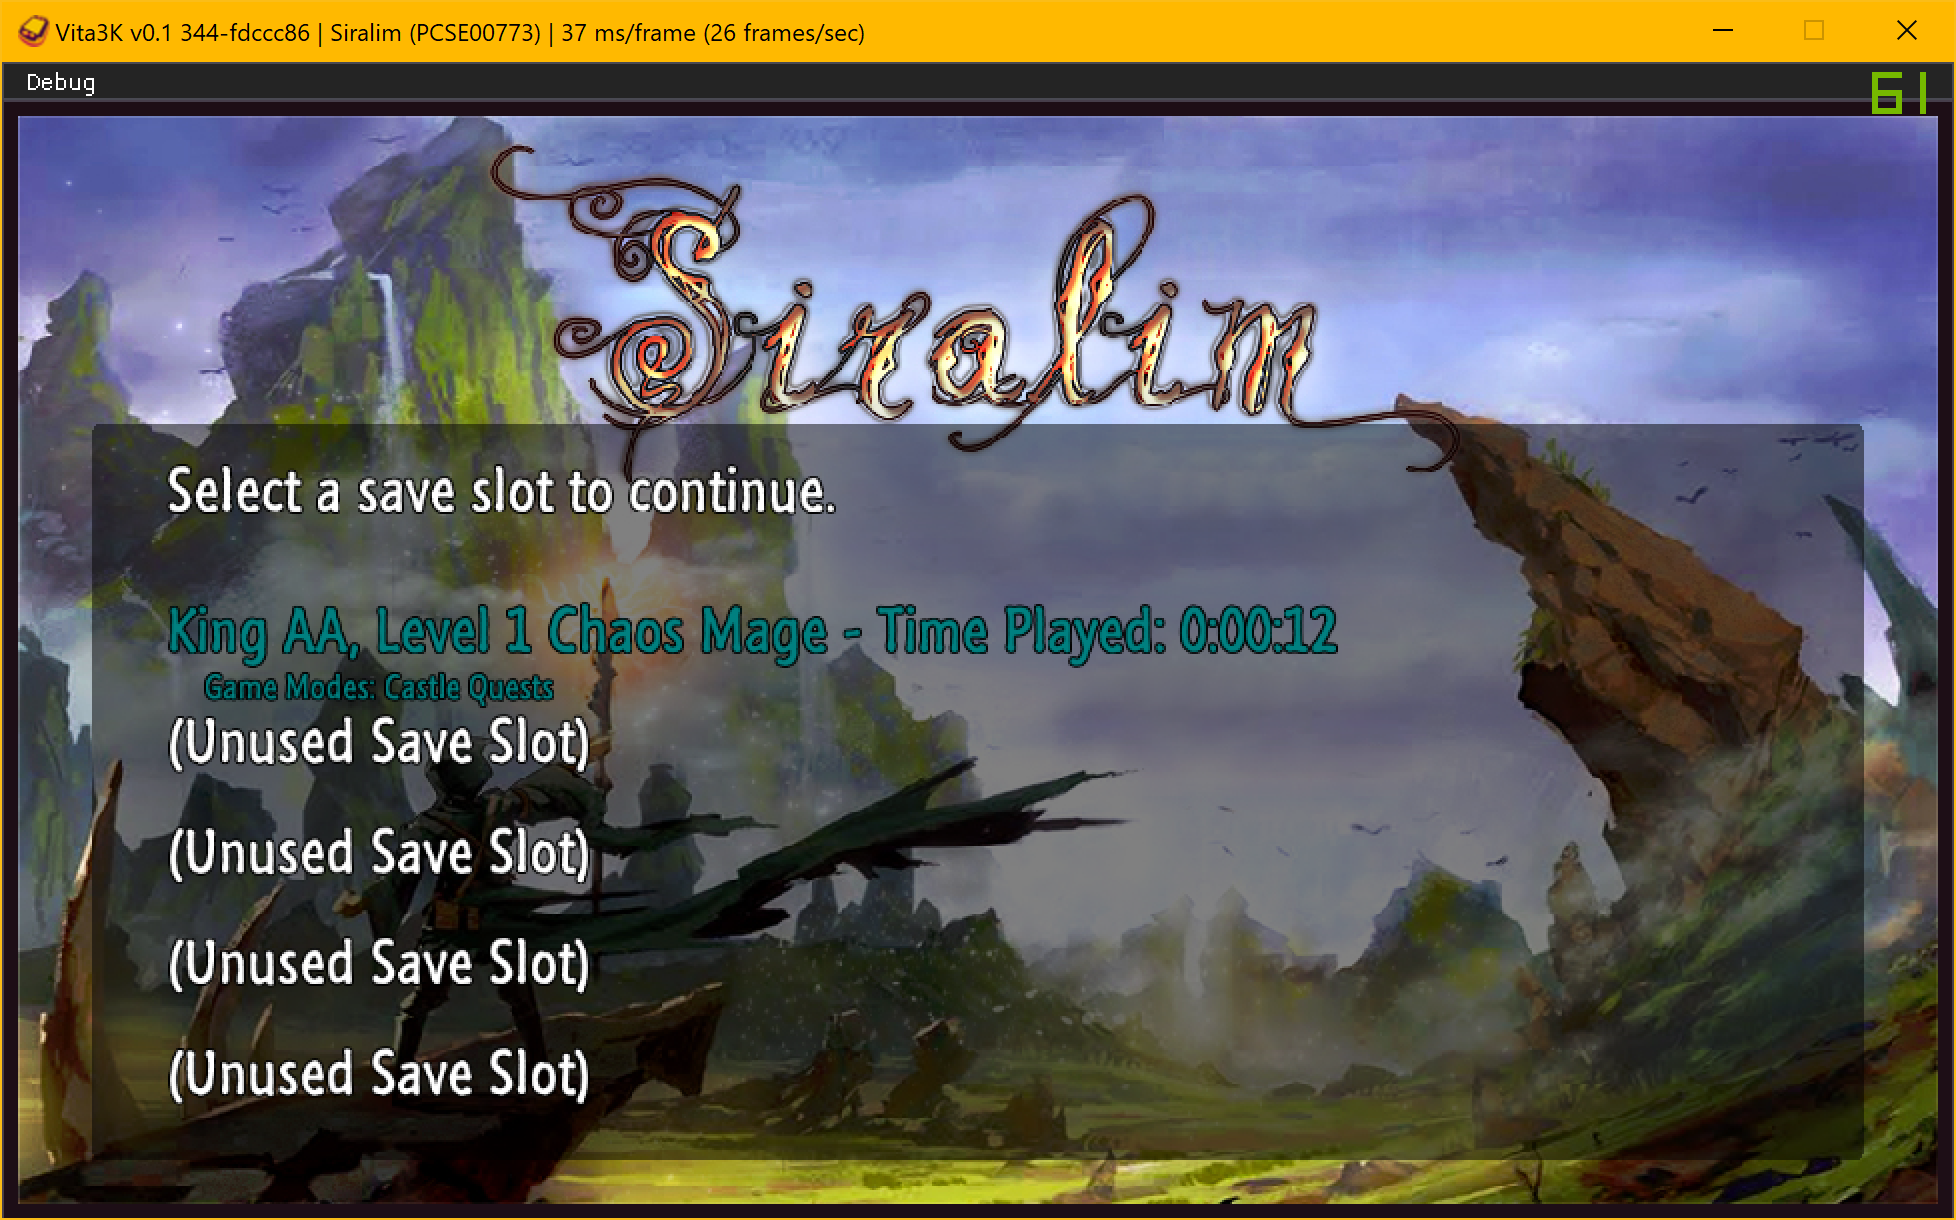 Vita3K v0.1 344-fdccc86 | Siralim (PCSE00773) | 37 ms/frame (26 frames/sec)
Debug
61
Siralim
Select a save slot to continue.
King AA, Level 1 Chaos Mage - Time Played: 0:00:12
Game Modes: Castle Quests
(Unused Save Slot)
(Unused Save Slot)
(Unused Save Slot)
(Unused Save Slot)